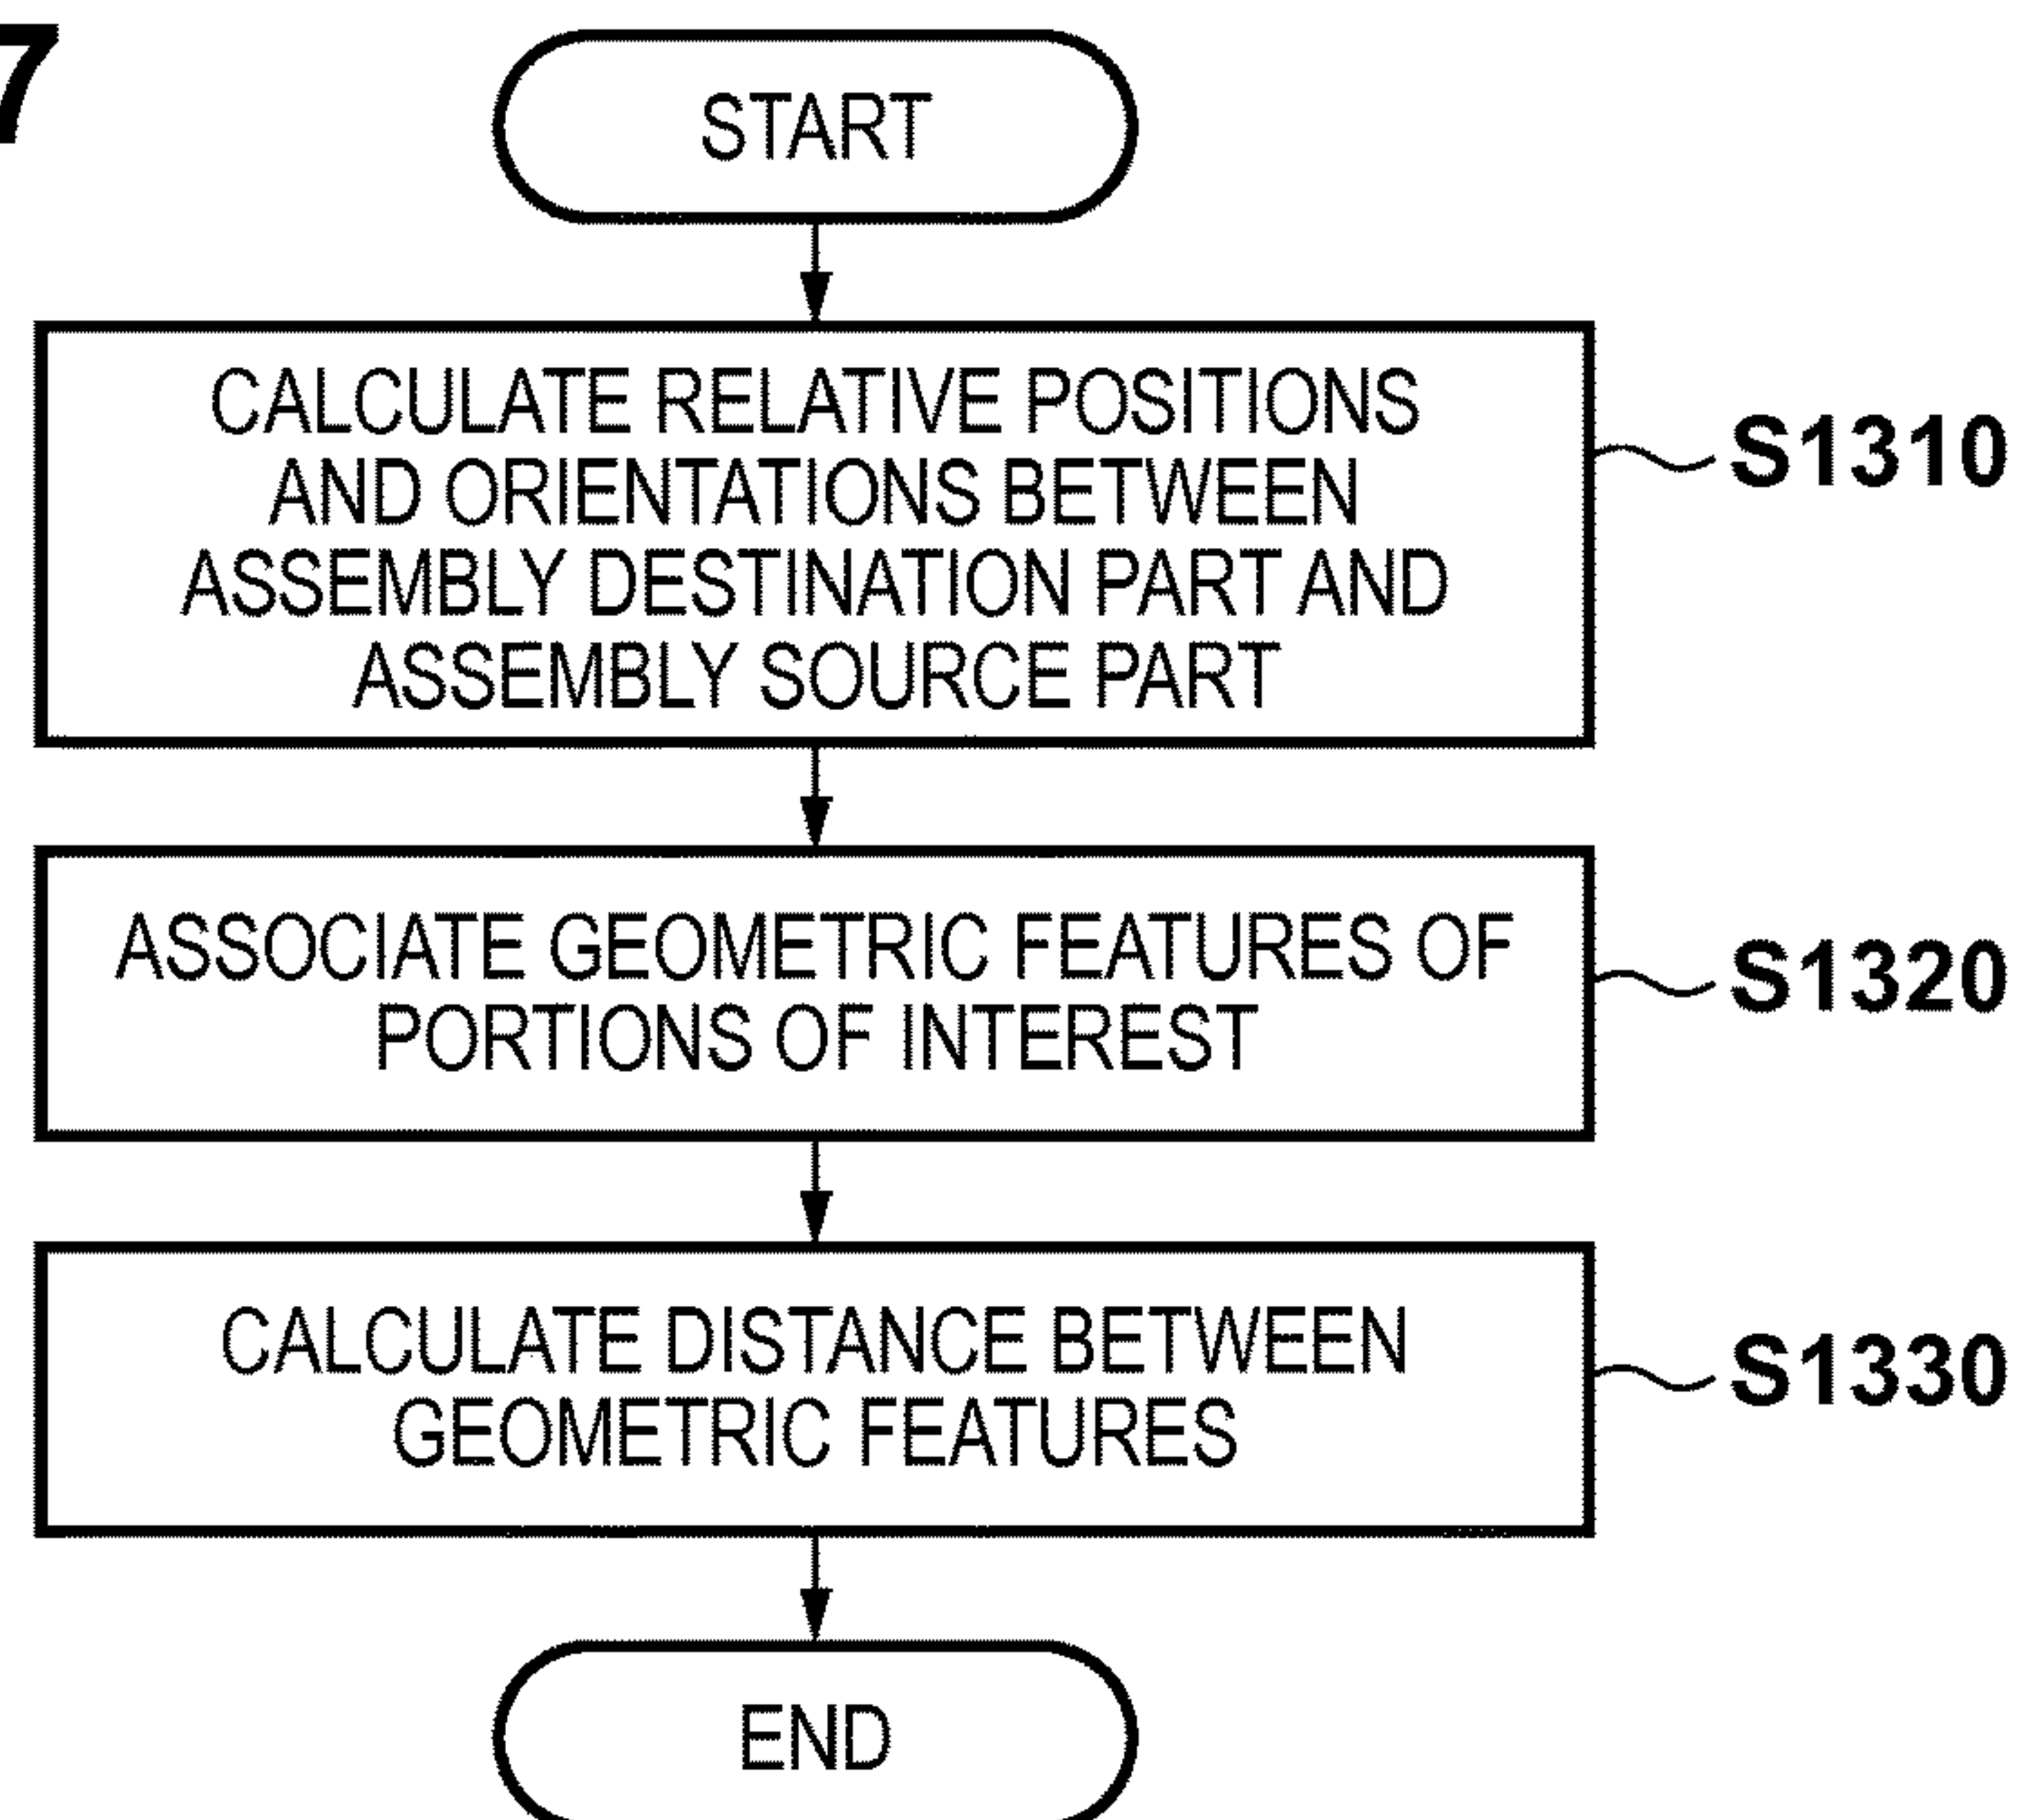 7
START
CALCULATE RELATIVE POSITIONS
AND ORIENTATIONS BETWEEN
ASSEMBLY DESTINATION PART AND
ASSEMBLY SOURCE PART
S1310
ASSOCIATE GEOMETRIC FEATURES OF
PORTIONS OF INTEREST
S1320
CALCULATE DISTANCE BETWEEN
GEOMETRIC FEATURES
S1330
END